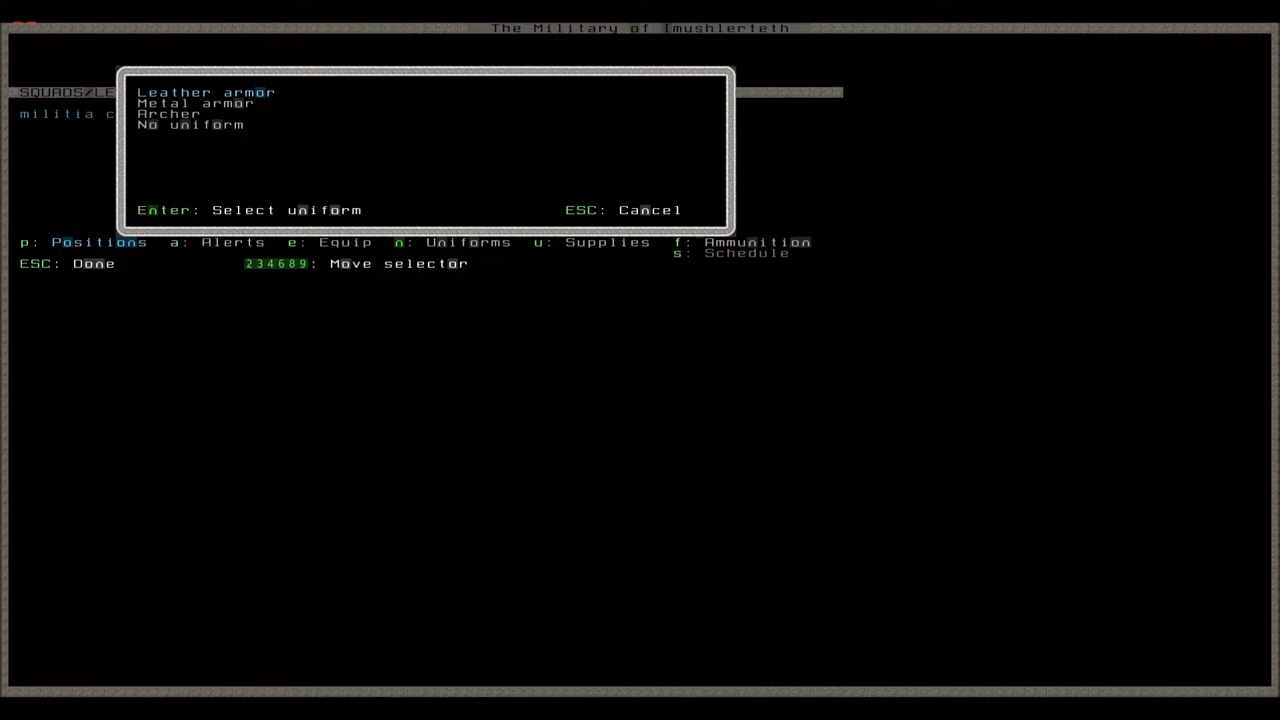 The Military of Imushlerteth
SQUADS/LE
militia c
Leather armor
Metal armor
Archer
No uniform
Enter: Select uniform ESC: Cancel
p: Positions a: Alerts e: Equip n: Uniforms u: Supplies f: Ammunition
s: Schedule
ESC: Done 234689: Move selector